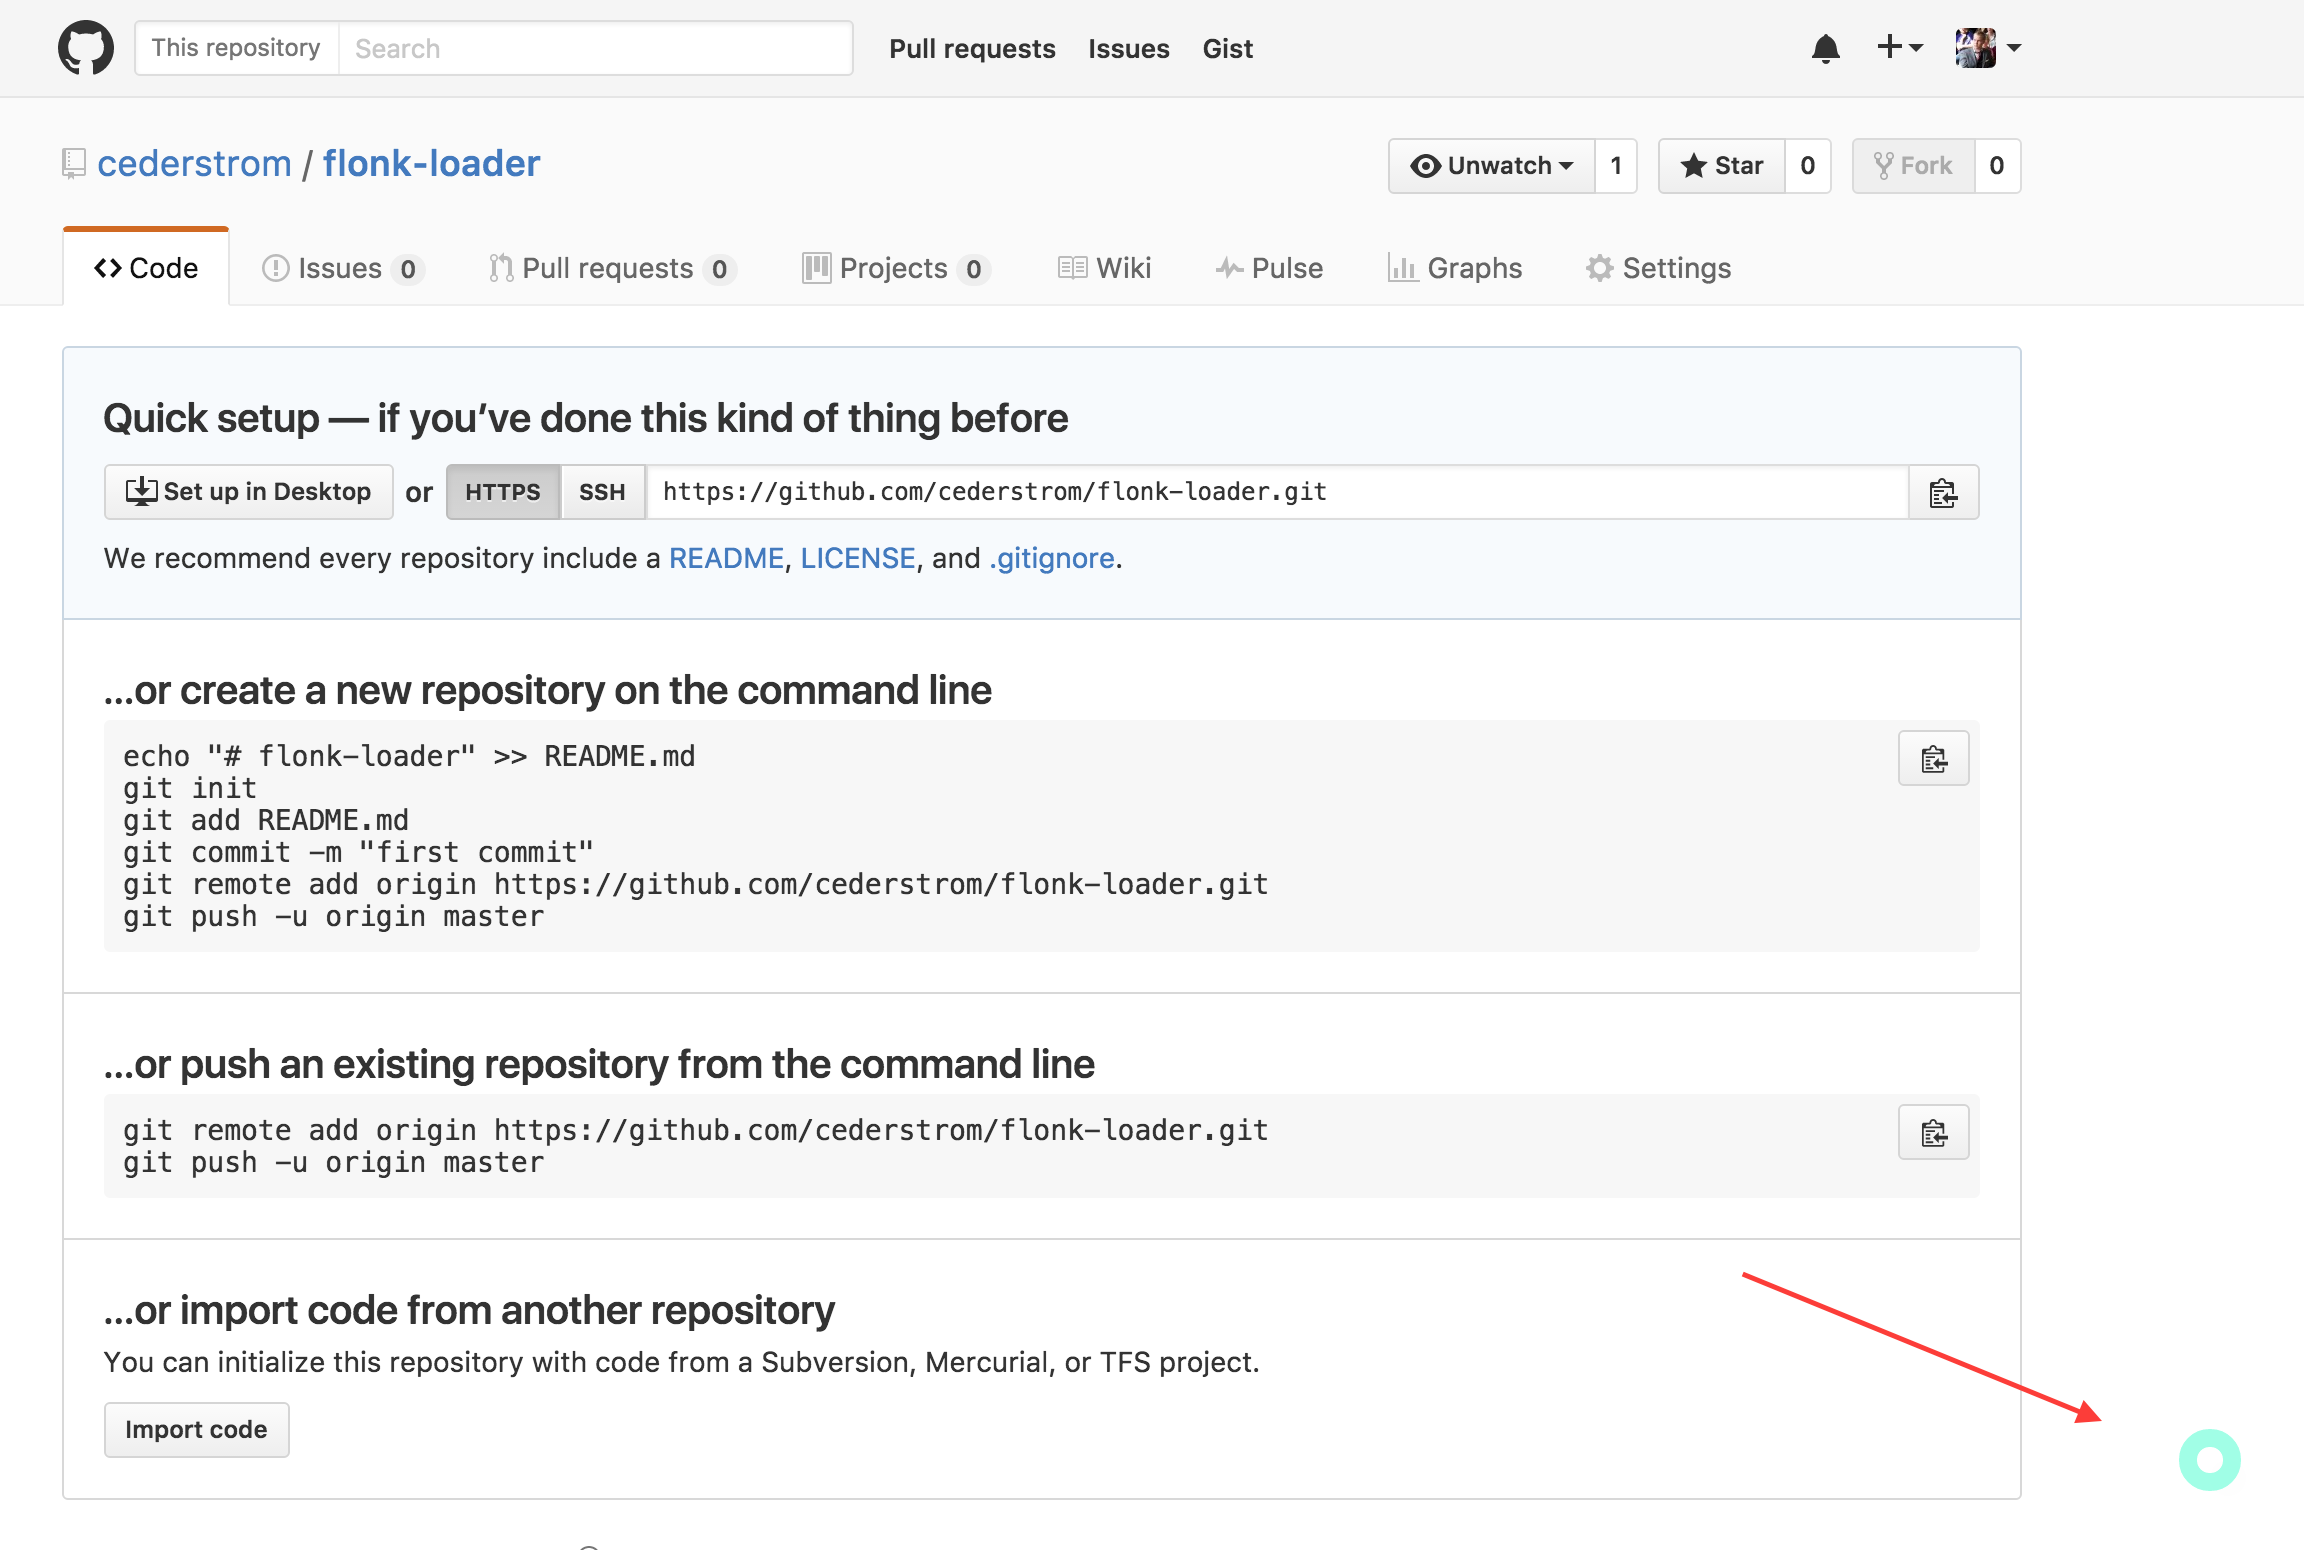 This repository Search Pull requests Issues Gist
cederstrom / flonk-loader
Unwatch 1 Star 0 Fork 0
Code Issues 0 Pull requests 0 Projects 0 Wiki Pulse Graphs Settings
Quick setup — if you’ve done this kind of thing before
Set up in Desktop or HTTPS SSH https://github.com/cederstrom/flonk-loader.git
We recommend every repository include a README, LICENSE, and .gitignore.
…or create a new repository on the command line
echo "# flonk-loader" >> README.md
git init
git add README.md
git commit -m "first commit"
git remote add origin https://github.com/cederstrom/flonk-loader.git
git push -u origin master
…or push an existing repository from the command line
git remote add origin https://github.com/cederstrom/flonk-loader.git
git push -u origin master
…or import code from another repository
You can initialize this repository with code from a Subversion, Mercurial, or TFS project.
Import code